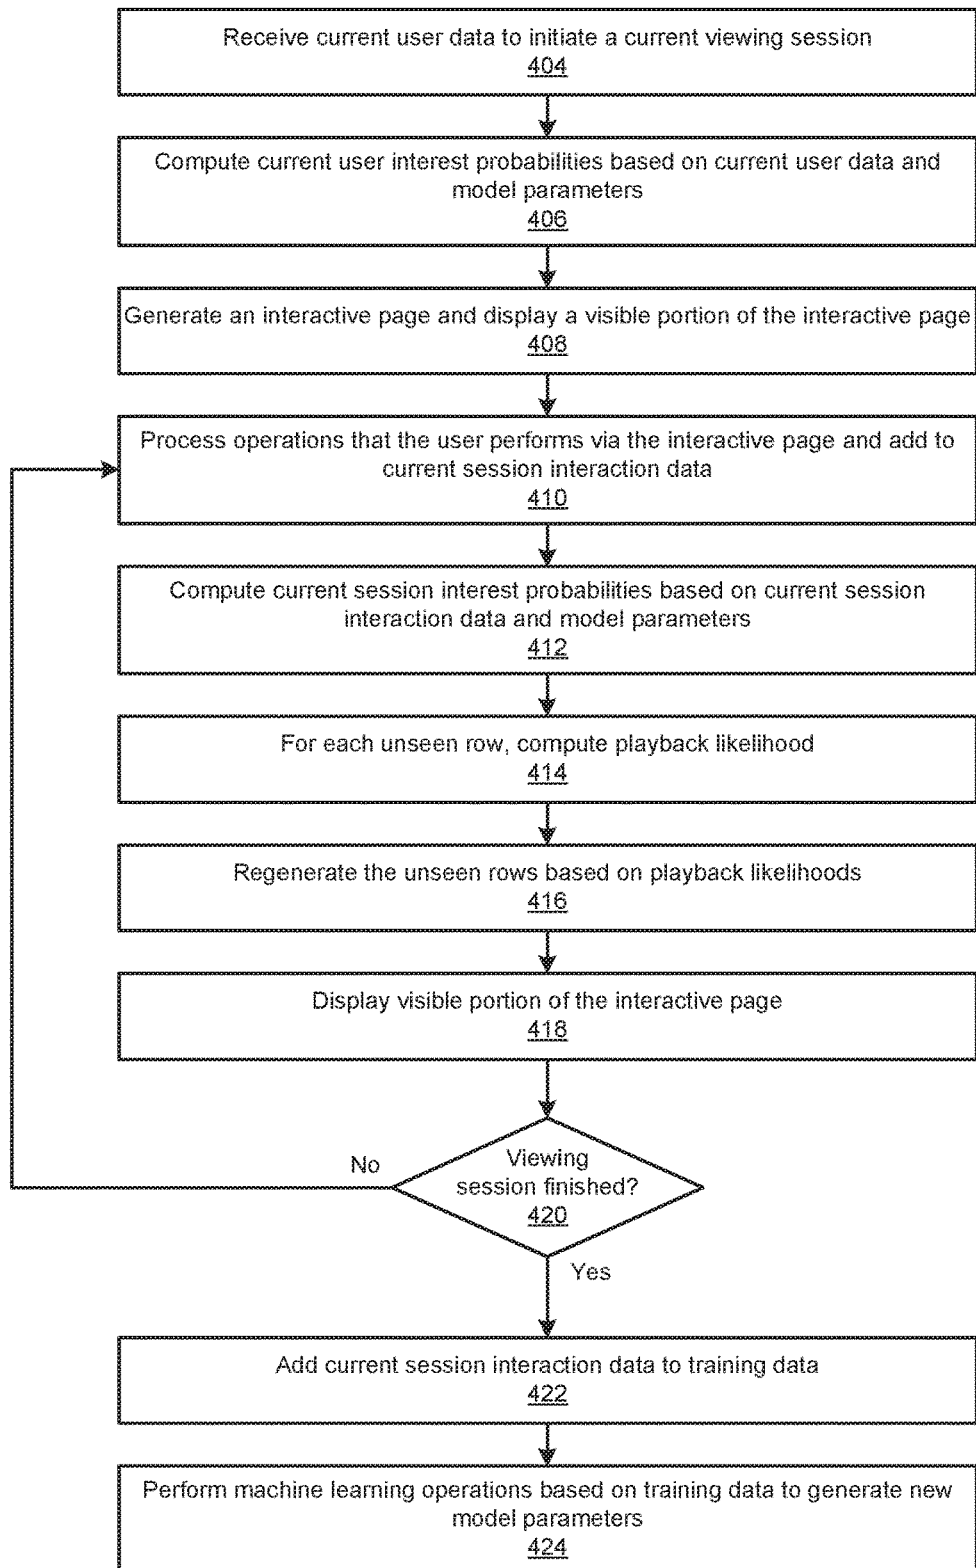 Receive current user data to initiate a current viewing session
404
Compute current user interest probabilities based on current user data and
model parameters
406
Generate an interactive page and display a visible portion of the interactive page
408
Process operations that the user performs via the interactive page and add to
current session interaction data
410
Compute current session interest probabilities based on current session
interaction data and model parameters
412
For each unseen row, compute playback likelihood
414
Regenerate the unseen rows based on playback likelihoods
416
Display visible portion of the interactive page
418
No
Viewing
session finished?
420
Yes
Add current session interaction data to training data
422
Perform machine learning operations based on training data to generate new
model parameters
424